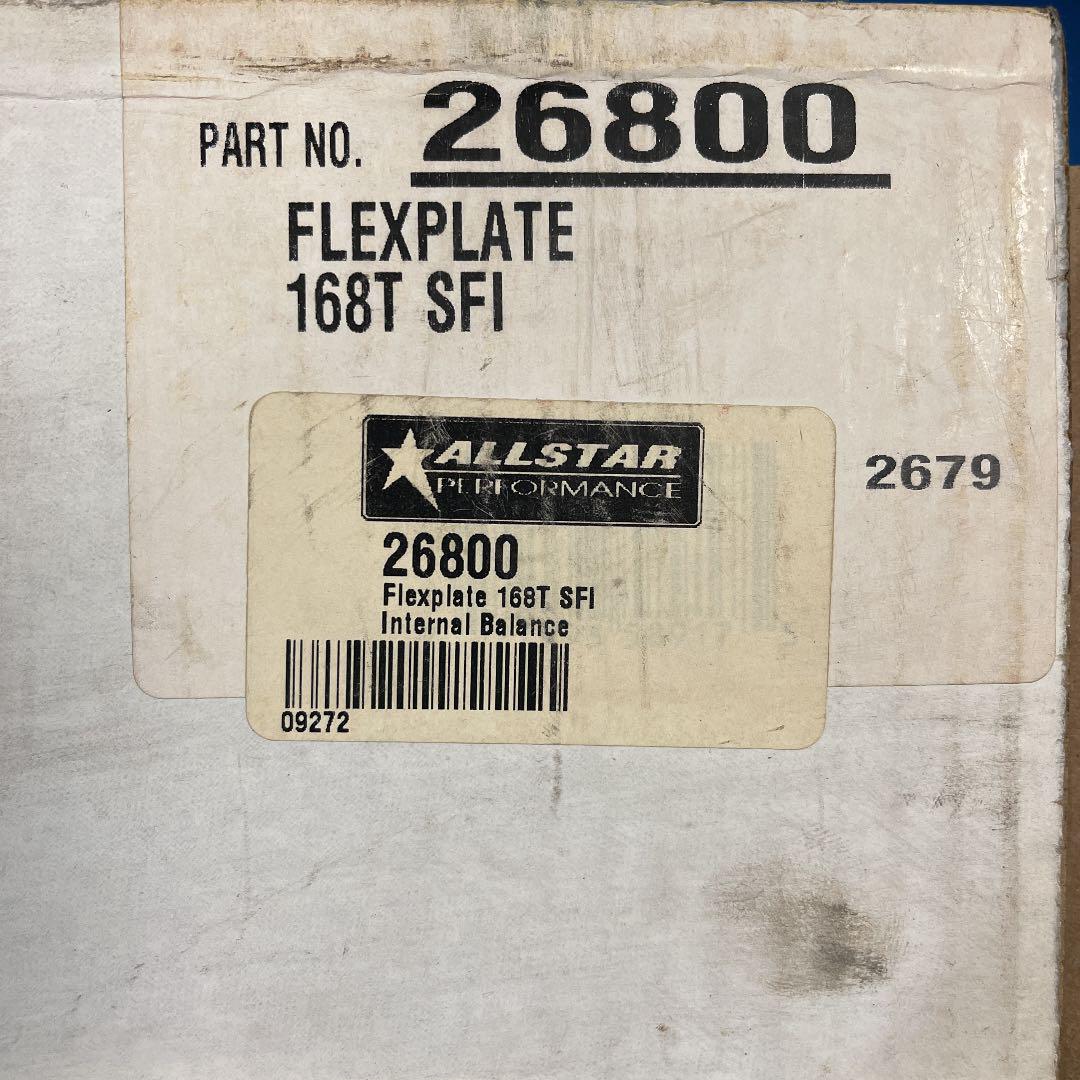 PART NO. 26800
FLEXPLATE
168T SFI
ALLSTAR
PERFORMANCE
2679
26800
Flexplate 168T SFI
Internal Balance
09272